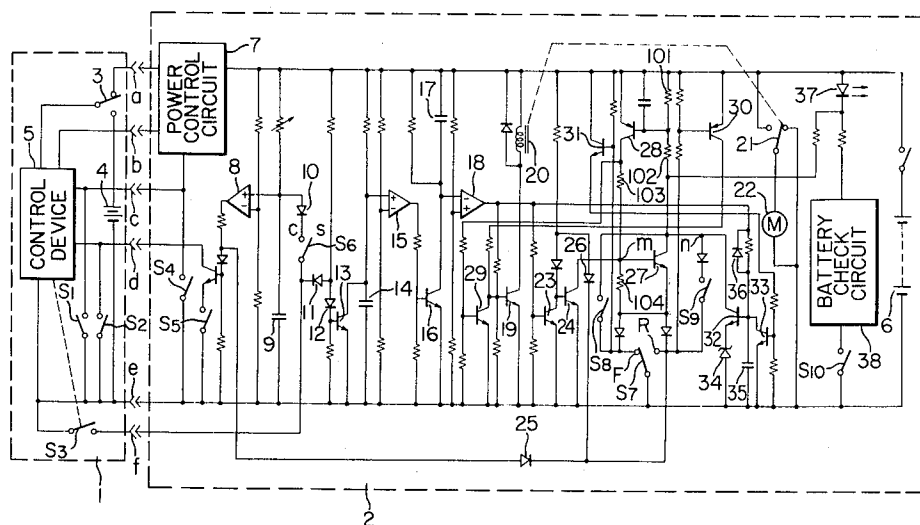 3
5
4
CONTROL DEVICE
S1
S2
S3
1
a
b
c
d
e
f
POWER CONTROL CIRCUIT
7
8
S4
S5
9
10
C
S
S6
11
12
13
14
15
16
17
18
29
19
20
23
24
25
26
31
28
101
102
103
104
30
m
n
27
S8
R
F
S7
S9
36
32
33
34
35
21
22
M
37
BATTERY CHECK CIRCUIT
38
S10
6
2